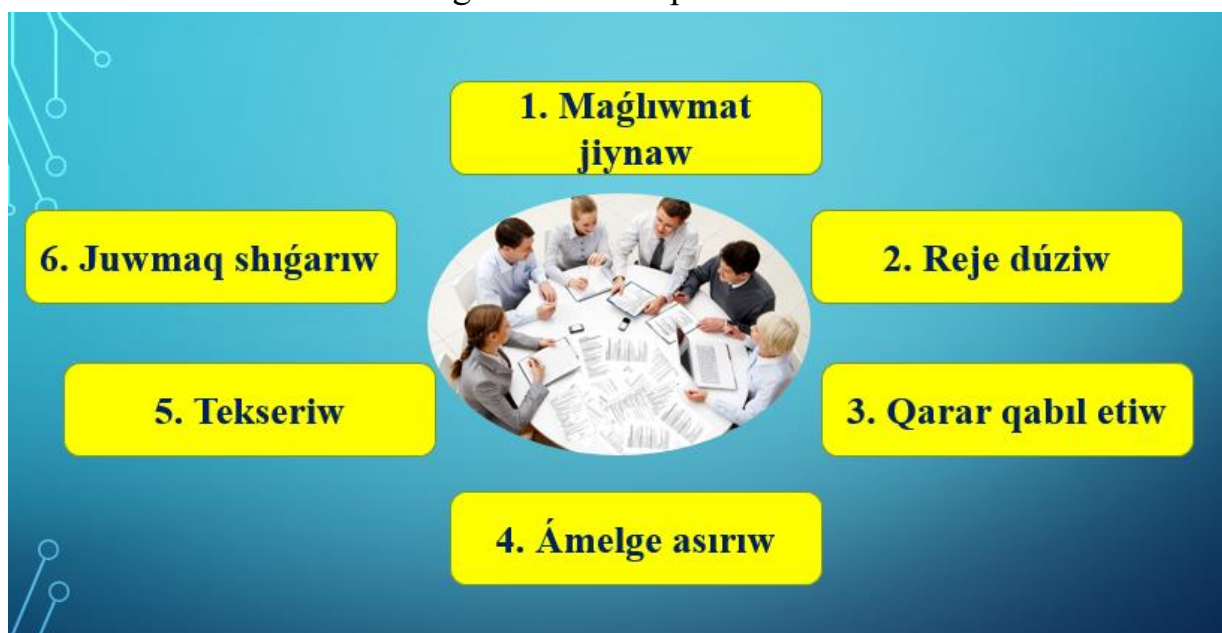 1. Maǵlıwmat
jiynaw
2. Reje dúziw
3. Qarar qabıl etiw
4. Ámelge asırıw
5. Tekseriw
6. Juwmaq shıǵarıw